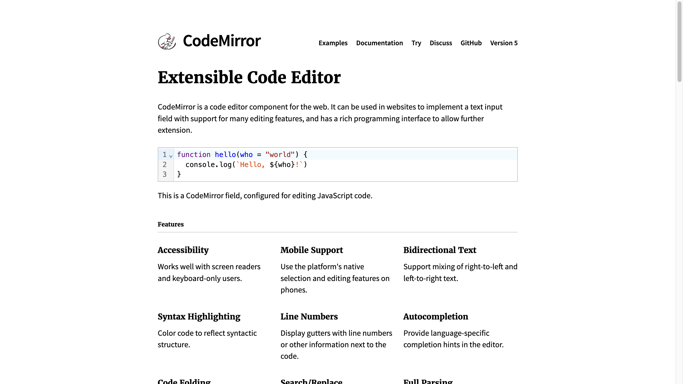 CodeMirror
Examples Documentation Try Discuss GitHub Version 5
Extensible Code Editor
CodeMirror is a code editor component for the web. It can be used in websites to implement a text input
field with support for many editing features, and has a rich programming interface to allow further
extension.
1 function hello(who = "world") {
2 console.log(`Hello, ${who}!`)
3 }
This is a CodeMirror field, configured for editing JavaScript code.
Features
Accessibility
Works well with screen readers
and keyboard-only users.
Mobile Support
Use the platform's native
selection and editing features on
phones.
Bidirectional Text
Support mixing of right-to-left and
left-to-right text.
Syntax Highlighting
Color code to reflect syntactic
structure.
Line Numbers
Display gutters with line numbers
or other information next to the
code.
Autocompletion
Provide language-specific
completion hints in the editor.
Code Folding
Search/Replace
Full Parsing